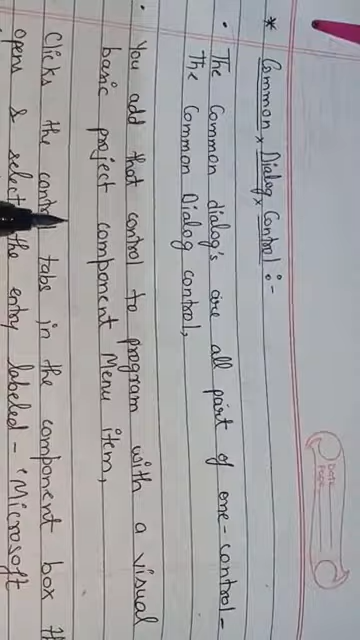 DATE
PAGE
* Common Dialog Control :-
• The Common dialog's are all part of one-control-
The Common Dialog control,
• You add that control to program with a visual
basic project component Menu item,
Clicks the control tabs in the component box
opens & select the entry labeled - 'Microsoft